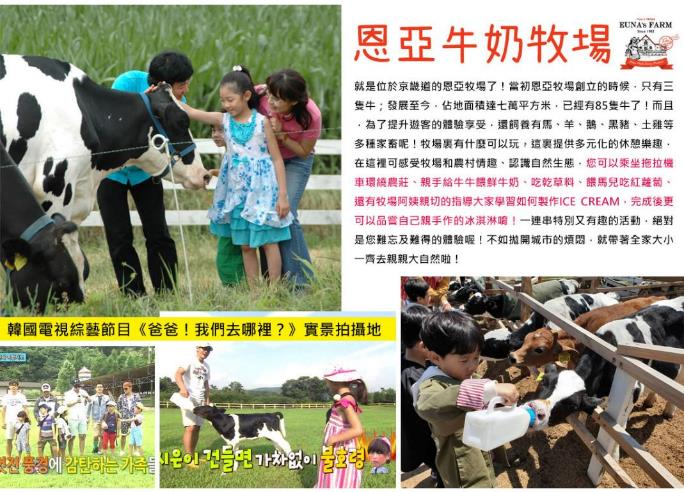 恩亞牛奶牧場
EUNA's FARM
就是位於京畿道的恩亞牧場了！當初恩亞牧場創立的時候，只有三
隻牛；發展至今，佔地面積達七萬平方米，已經有85隻牛了！而且
，為了提升遊客的體驗享受，還飼養有馬、羊、鵝、黑豬、土雞等
多種家畜呢！牧場裏有什麼可以玩，這裏提供多元化的休憩樂趣，
在這裡可感受牧場和農村情趣、認識自然生態，您可以乘坐拖拉機
車環繞農莊、親手給牛牛餵鮮牛奶、吃乾草料、餵馬兒吃紅蘿蔔、
還有牧場阿姨親切的指導大家學習如何製作ICE CREAM，完成後更
可以品嘗自己親手作的冰淇淋唷！一連串特別又有趣的活動，絕對
是您難忘及難得的體驗喔！不如拋開城市的煩悶，就帶著全家大小
一齊去親親大自然啦！
韓國電視綜藝節目《爸爸！我們去哪裡？》實景拍攝地
멋진 풍경에 감탄하는 가족들
시은이 건들면 가차없이 불호령